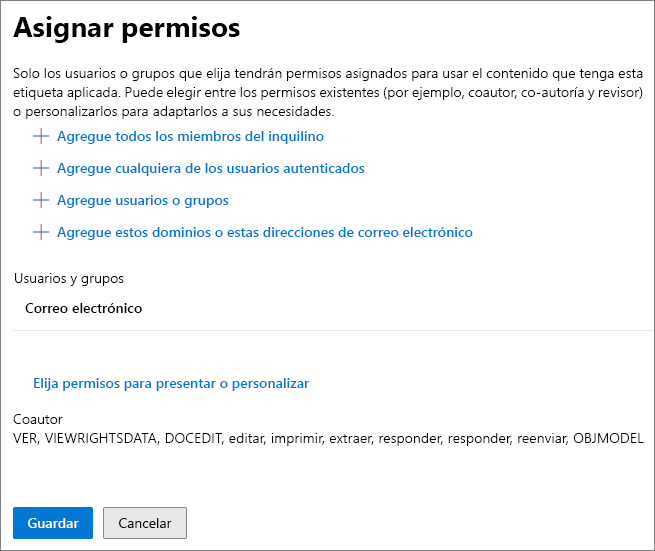 Asignar permisos
Solo los usuarios o grupos que elija tendrán permisos asignados para usar el contenido que tenga esta
etiqueta aplicada. Puede elegir entre los permisos existentes (por ejemplo, coautor, co-autoría y revisor)
o personalizarlos para adaptarlos a sus necesidades.
Agregue todos los miembros del inquilino
Agregue cualquiera de los usuarios autenticados
Agregue usuarios o grupos
Agregue estos dominios o estas direcciones de correo electrónico
Usuarios y grupos
Correo electrónico
Elija permisos para presentar o personalizar
Coautor
VER, VIEWRIGHTSDATA, DOCEDIT, editar, imprimir, extraer, responder, responder, reenviar, OBJMODEL
Guardar
Cancelar